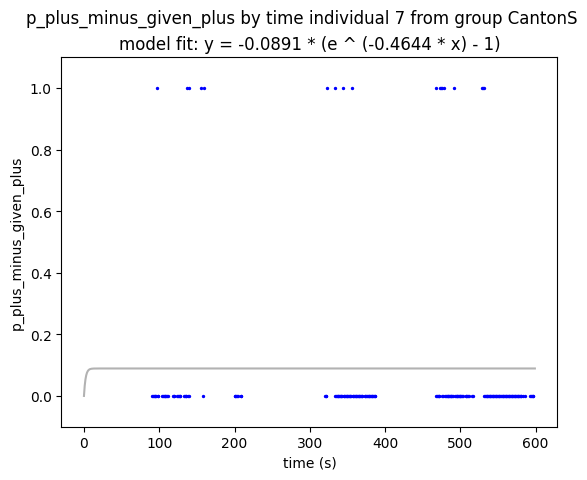 p_plus_minus_given_plus by time individual 7 from group CantonS
model fit: y = -0.0891 * (e ^ (-0.4644 * x) - 1)
1.0
0.8
0.6
0.4
0.2
0.0
p_plus_minus_given_plus
0 100 200 300 400 500 600
time (s)